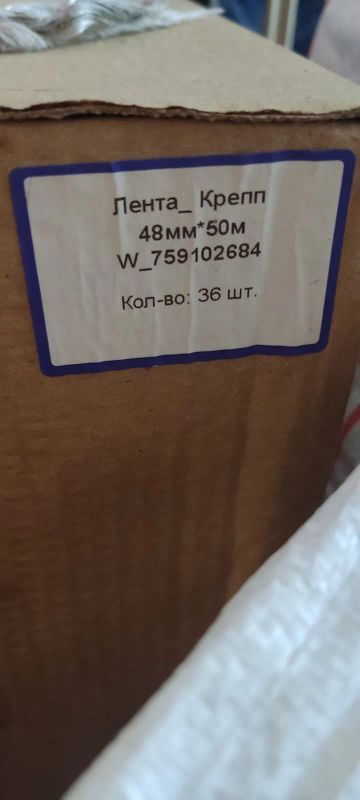 Лента_ Крепп
48мм*50м
W_759102684
Кол-во: 36 шт.